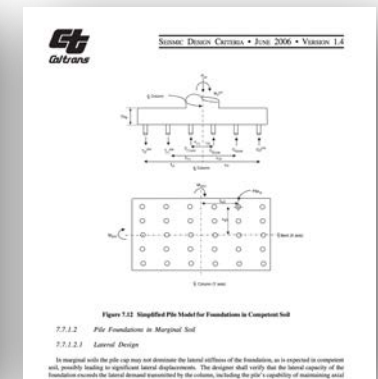 Caltrans
SEISMIC DESIGN CRITERIA • JUNE 2006 • VERSION 1.4
Figure 7.12 Simplified Pile Model for Foundations in Competent Soil
7.7.1.2 Pile Foundations in Marginal Soil
7.7.1.2.1 Lateral Design
In marginal soils the pile cap may not dominate the lateral stiffness of the foundation, as is expected in competent
soil, possibly leading to significant lateral displacements. The designer shall verify that the lateral capacity of the
foundation exceeds the lateral demand transmitted by the column, including the pile's capability of maintaining axial